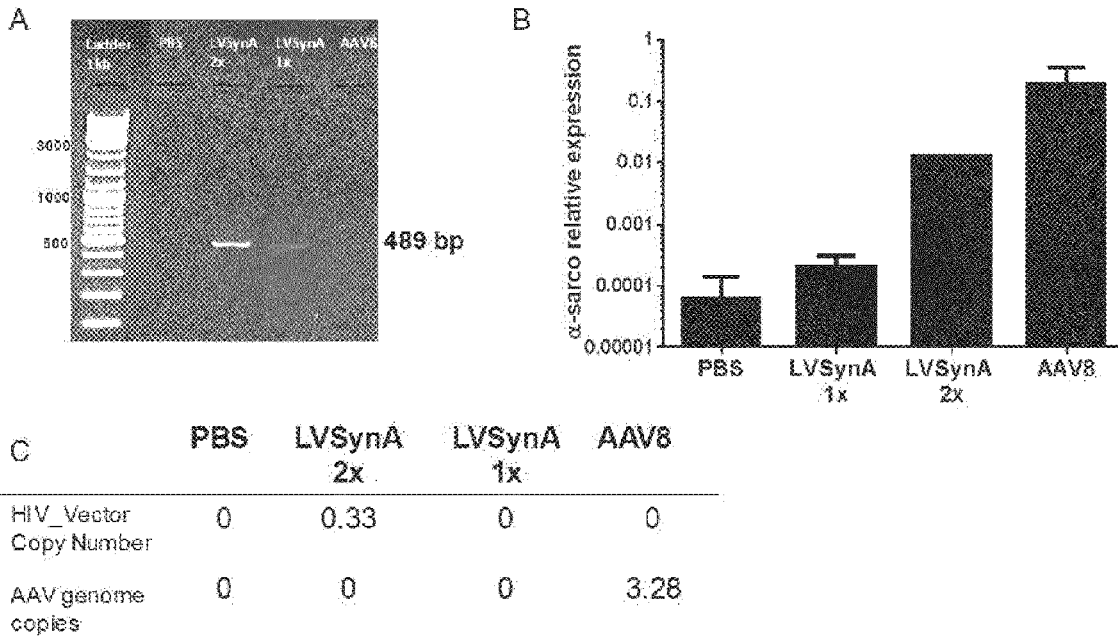 A
Ladder PBS LVSynA LVSynA AAV8
1kb 2x 1x
3000
1000
500
489 bp
B
α-sarco relative expression
1
0.1
0.01
0.001
0.0001
0.00001
PBS LVSynA LVSynA AAV8
1x 2x
C
PBS LVSynA LVSynA AAV8
2x 1x
HIV_Vector 0 0.33 0 0
Copy Number
AAV genome 0 0 0 3.28
copies